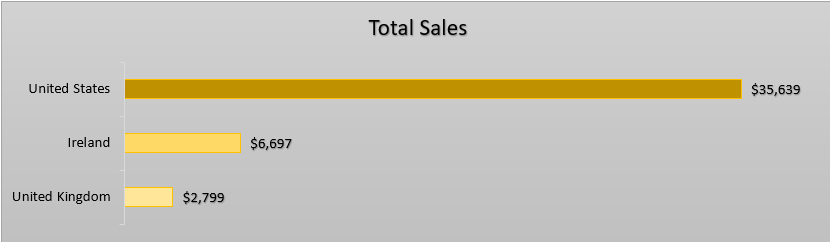 Total Sales
United States $35,639
Ireland $6,697
United Kingdom $2,799